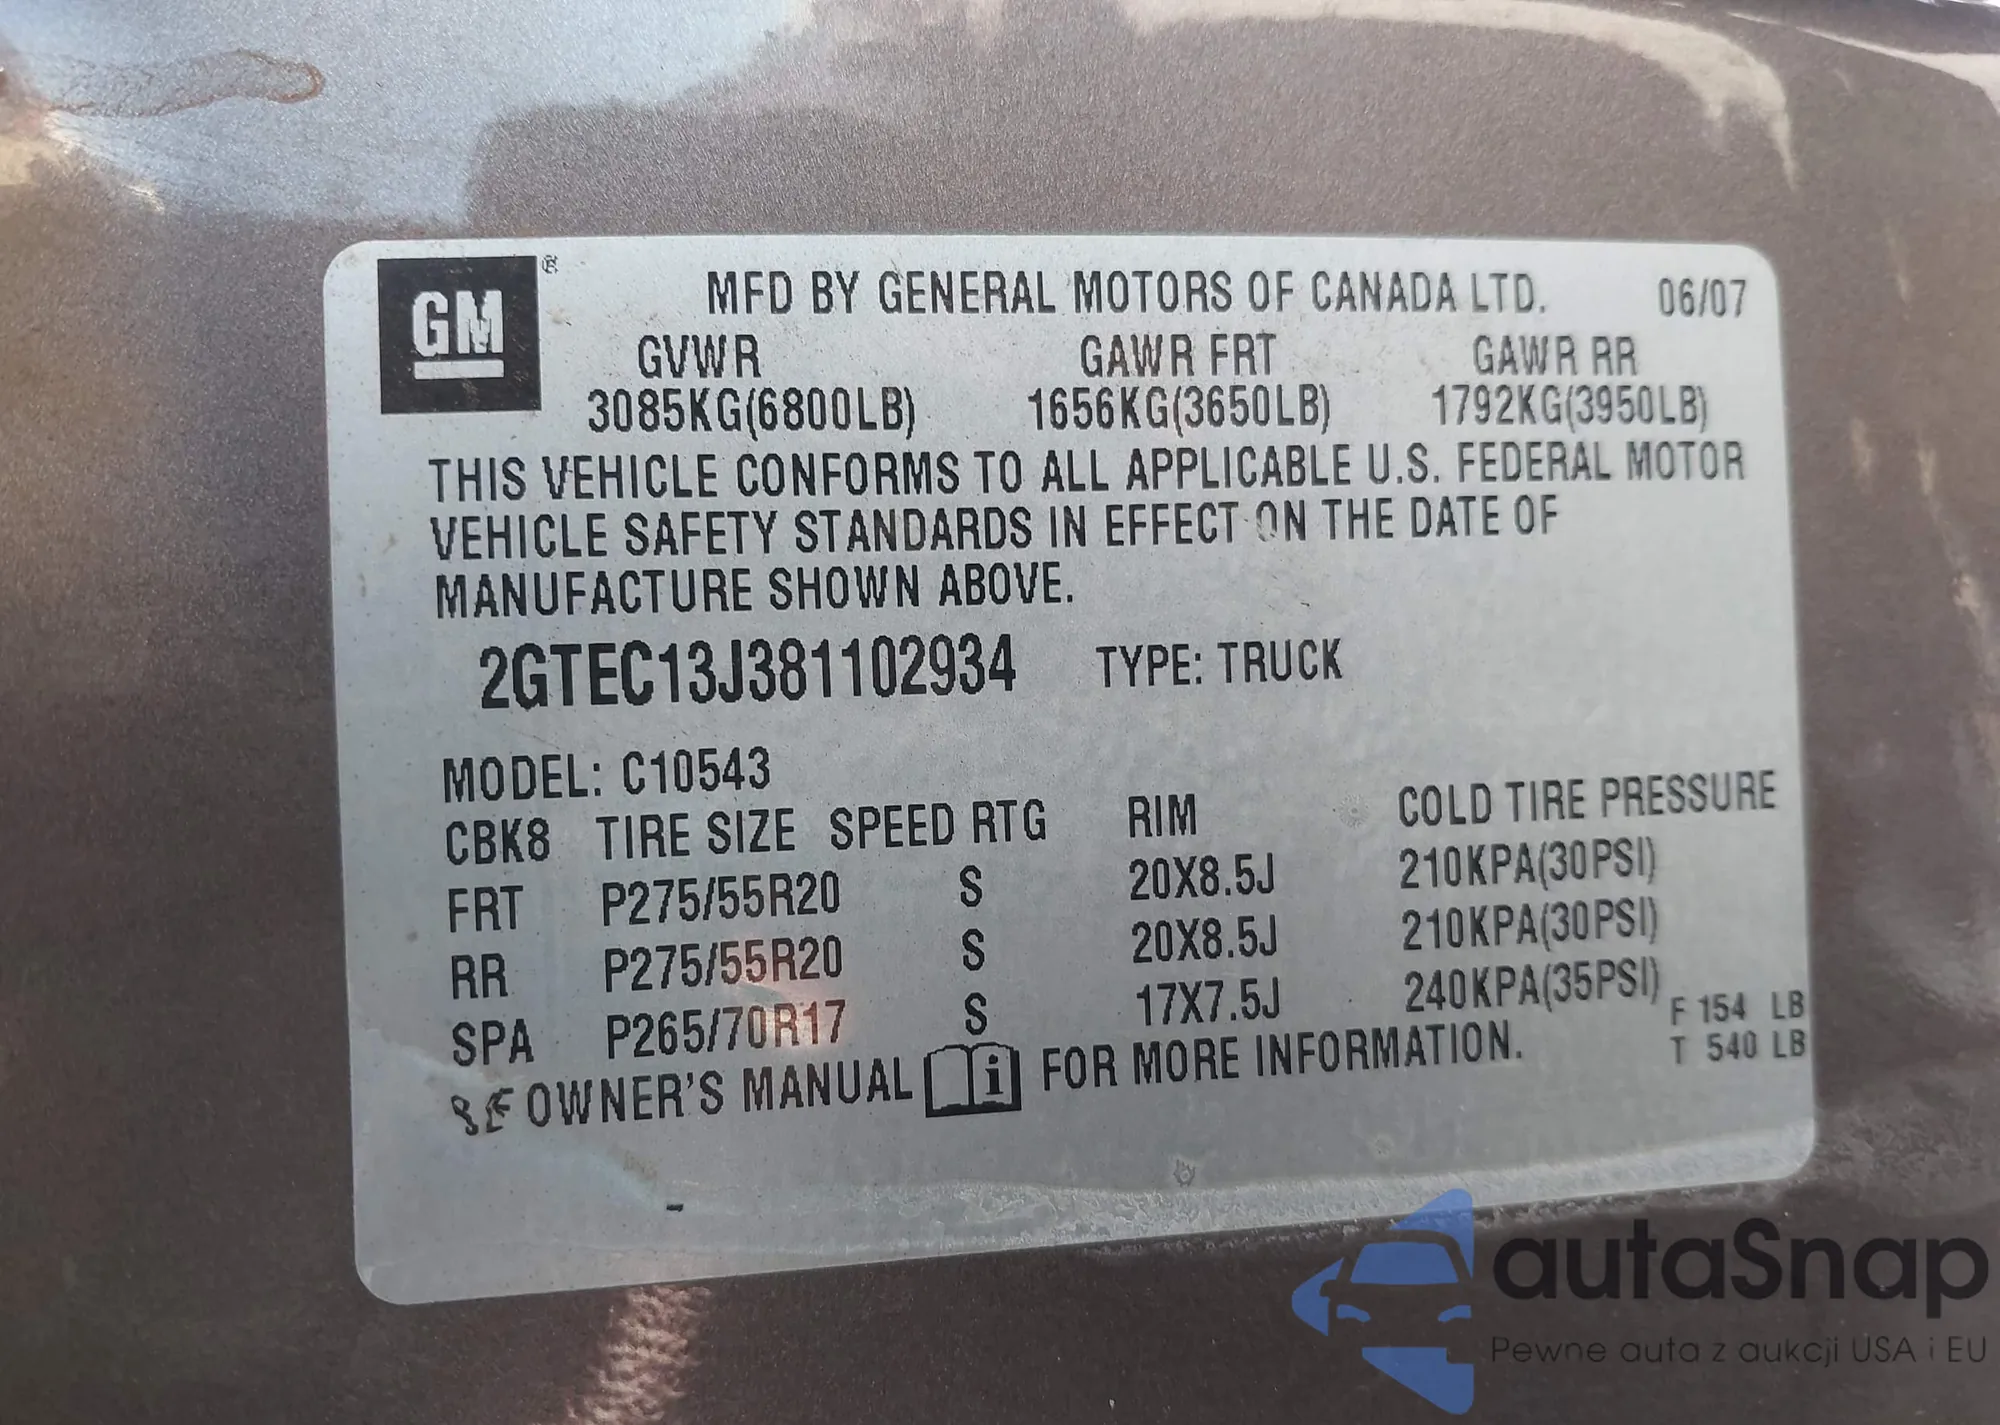 GM ®
MFD BY GENERAL MOTORS OF CANADA LTD. 06/07
GVWR GAWR FRT GAWR RR
3085KG(6800LB) 1656KG(3650LB) 1792KG(3950LB)
THIS VEHICLE CONFORMS TO ALL APPLICABLE U.S. FEDERAL MOTOR
VEHICLE SAFETY STANDARDS IN EFFECT ON THE DATE OF
MANUFACTURE SHOWN ABOVE.
2GTEC13J381102934 TYPE: TRUCK
MODEL: C10543
CBK8 TIRE SIZE SPEED RTG RIM COLD TIRE PRESSURE
FRT P275/55R20 S 20X8.5J 210KPA(30PSI)
RR P275/55R20 S 20X8.5J 210KPA(30PSI)
SPA P265/70R17 S 17X7.5J 240KPA(35PSI)
F 154 LB
T 540 LB
OWNER'S MANUAL i FOR MORE INFORMATION.
autaSnap
Pewne auta z aukcji USA i EU